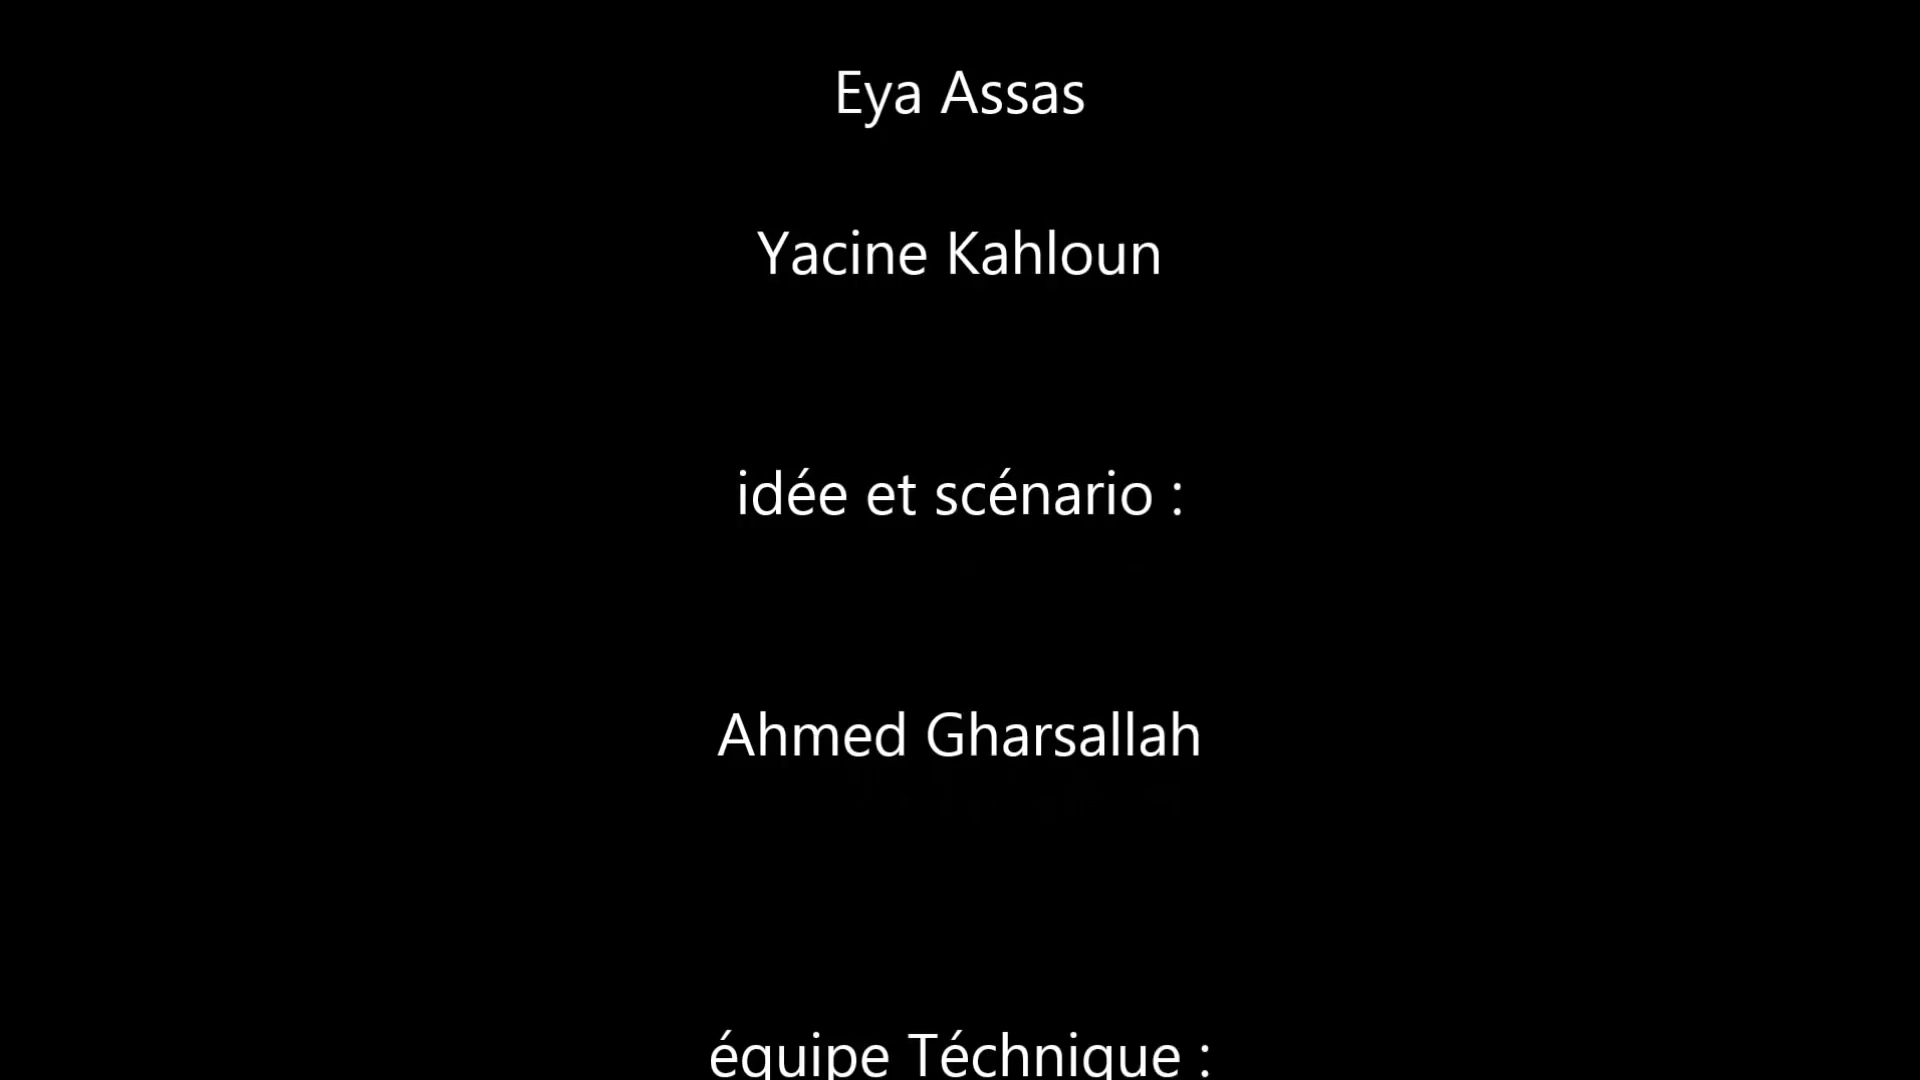 Eya Assas
Yacine Kahloun
idée et scénario :
Ahmed Gharsallah
équipe Téchnique :